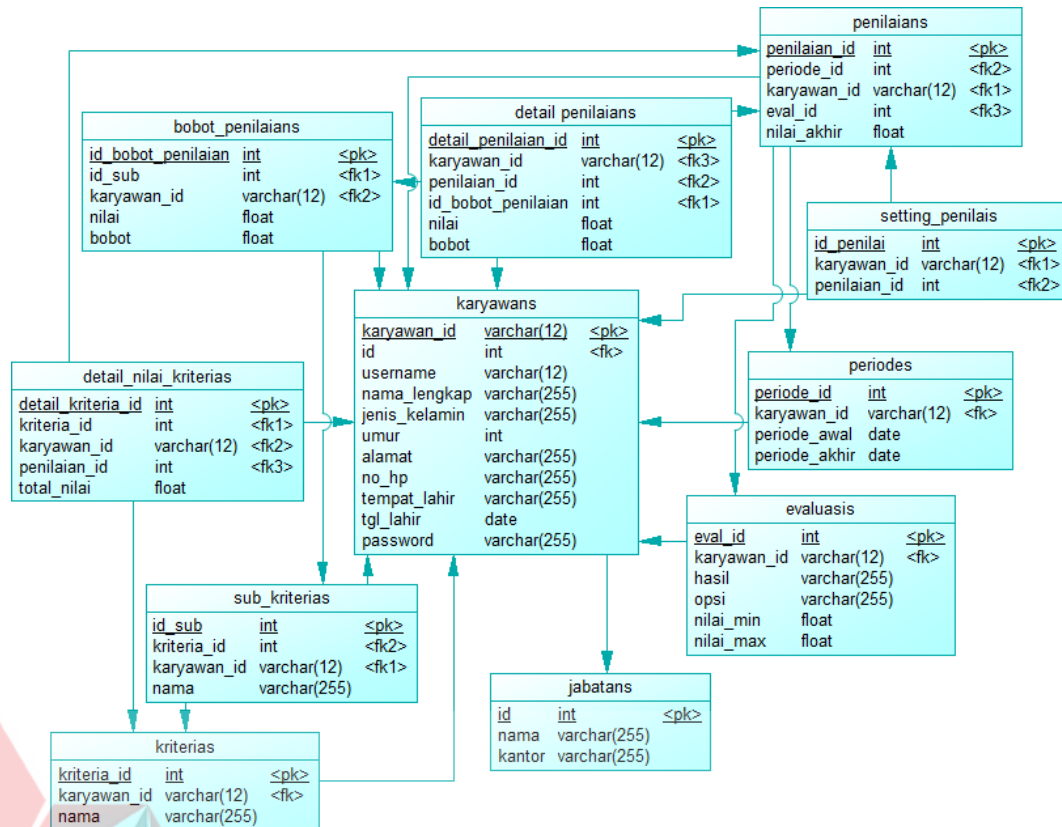 penilaians
penilaian_id int <pk>
periode_id int <fk2>
karyawan_id varchar(12) <fk1>
eval_id int <fk3>
nilai_akhir float
bobot_penilaians
id_bobot_penilaian int <pk>
id_sub int <fk1>
karyawan_id varchar(12) <fk2>
nilai float
bobot float
detail penilaians
detail_penilaian_id int <pk>
karyawan_id varchar(12) <fk3>
penilaian_id int <fk2>
id_bobot_penilaian int <fk1>
nilai float
bobot float
setting_penilais
id_penilai int <pk>
karyawan_id varchar(12) <fk1>
penilaian_id int <fk2>
karyawans
karyawan_id varchar(12) <pk>
id int <fk>
username varchar(12)
nama_lengkap varchar(255)
jenis_kelamin varchar(255)
umur int
alamat varchar(255)
no_hp varchar(255)
tempat_lahir varchar(255)
tgl_lahir date
password varchar(255)
detail_nilai_kriterias
detail_kriteria_id int <pk>
kriteria_id int <fk1>
karyawan_id varchar(12) <fk2>
penilaian_id int <fk3>
total_nilai float
periodes
periode_id int <pk>
karyawan_id varchar(12) <fk>
periode_awal date
periode_akhir date
evaluasis
eval_id int <pk>
karyawan_id varchar(12) <fk>
hasil varchar(255)
opsi varchar(255)
nilai_min float
nilai_max float
sub_kriterias
id_sub int <pk>
kriteria_id int <fk2>
karyawan_id varchar(12) <fk1>
nama varchar(255)
jabatans
id int <pk>
nama varchar(255)
kantor varchar(255)
kriterias
kriteria_id int <pk>
karyawan_id varchar(12) <fk>
nama varchar(255)